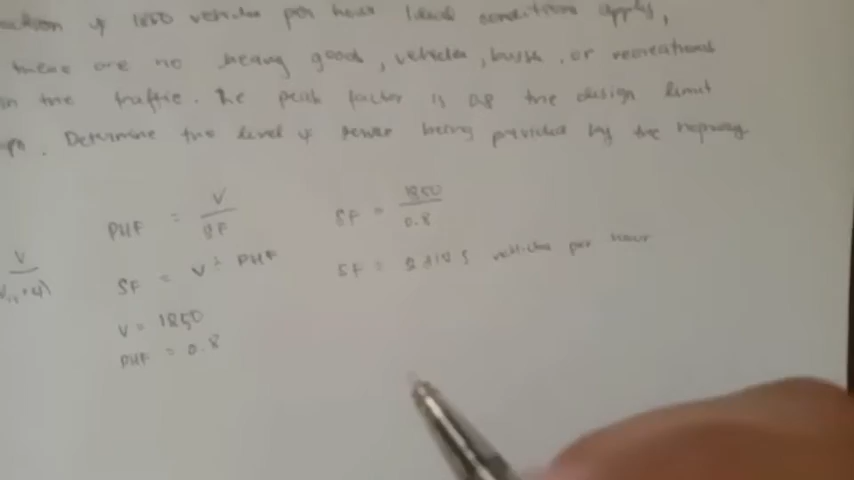 1850 vehicles per hour Ideal conditions apply,
there are no heavy goods, vehicles, buses, or recreational
in the traffic. The peak factor is 0.8 the design limit
Determine the level of being provided by the
PHF = V / SF
SF = 1850 / 0.8
V
SF = V ÷ PHF
SF = vehicles per hour
V = 1850
PHF = 0.8